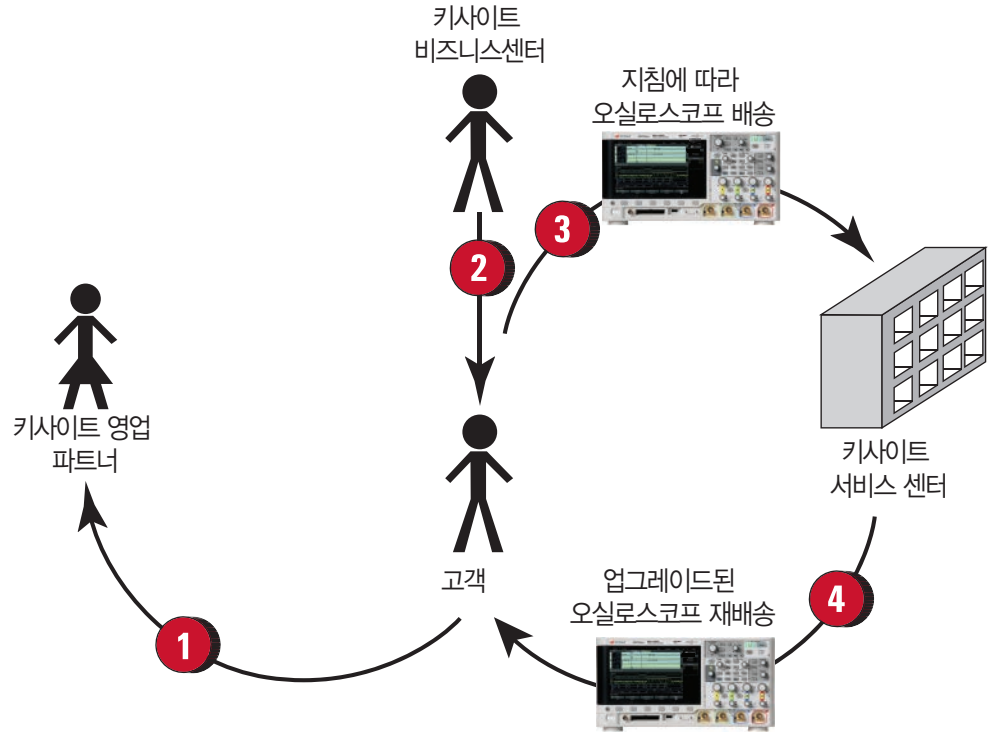 키사이트
비즈니스센터
지침에 따라
오실로스코프 배송
3
2
키사이트 영업
파트너
키사이트
서비스 센터
고객
업그레이드된
오실로스코프 재배송
4
1